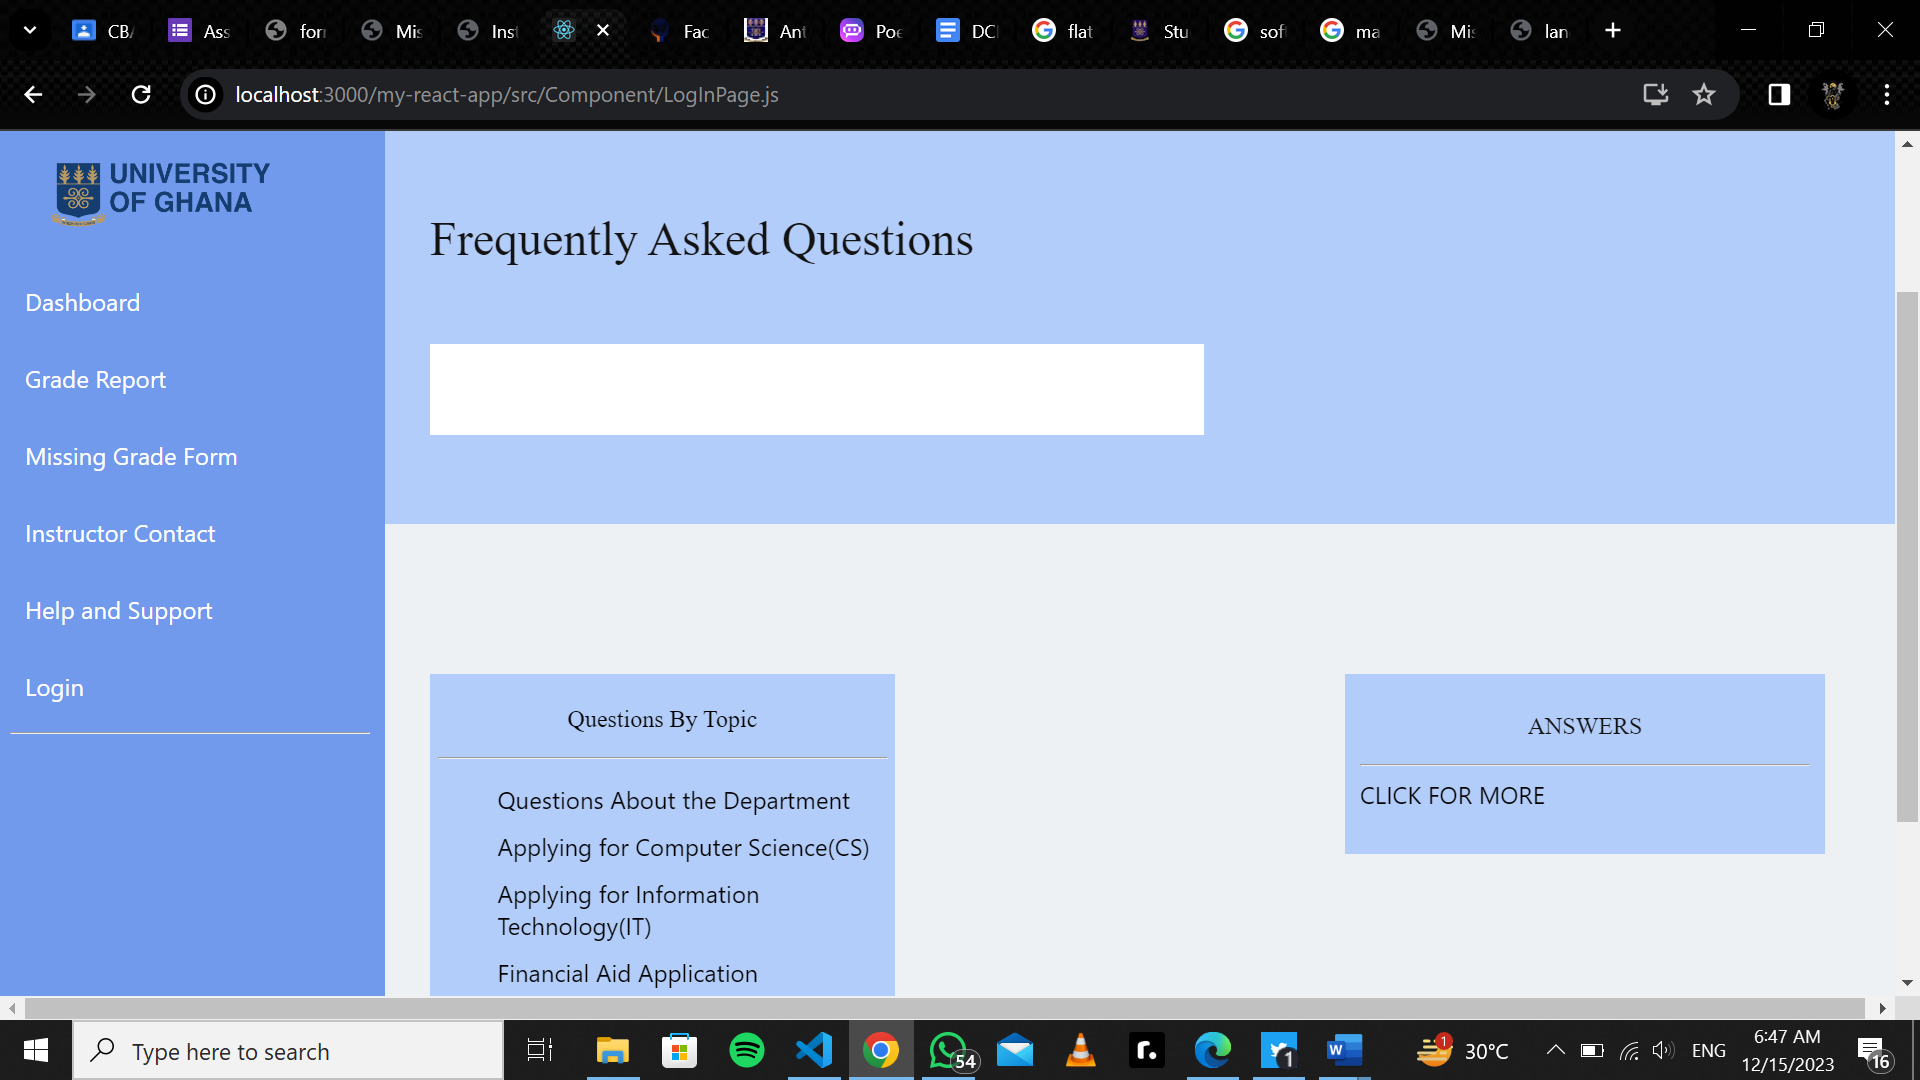 CBA
Ass
for
Mis
Inst
Fac
Ant
Poe
DCI
flat
Stu
sof
ma
Mis
lan
localhost:3000/my-react-app/src/Component/LogInPage.js
UNIVERSITY
OF GHANA
Frequently Asked Questions
Dashboard
Grade Report
Missing Grade Form
Instructor Contact
Help and Support
Login
Questions By Topic
Questions About the Department
Applying for Computer Science(CS)
Applying for Information
Technology(IT)
Financial Aid Application
ANSWERS
CLICK FOR MORE
Type here to search
54
r.
1
W
1
30°C
ENG
6:47 AM
12/15/2023
16